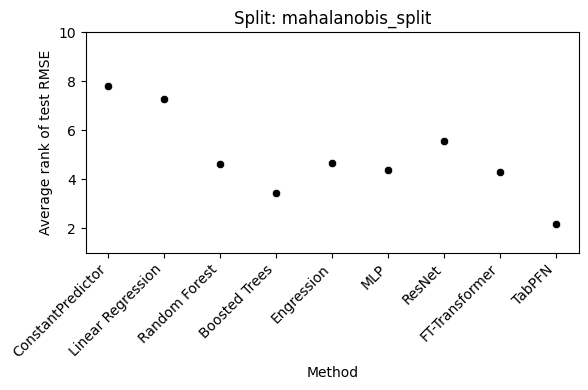 Split: mahalanobis_split
Average rank of test RMSE
10
8
6
4
2
ConstantPredictor
Linear Regression
Random Forest
Boosted Trees
Engression
MLP
ResNet
FT-Transformer
TabPFN
Method